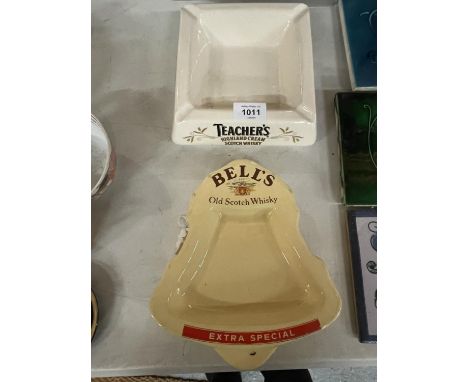 1011
TEACHER'S
HIGHLAND CREAM
SCOTCH WHISKY
BELL'S
Old Scotch Whisky
EXTRA SPECIAL